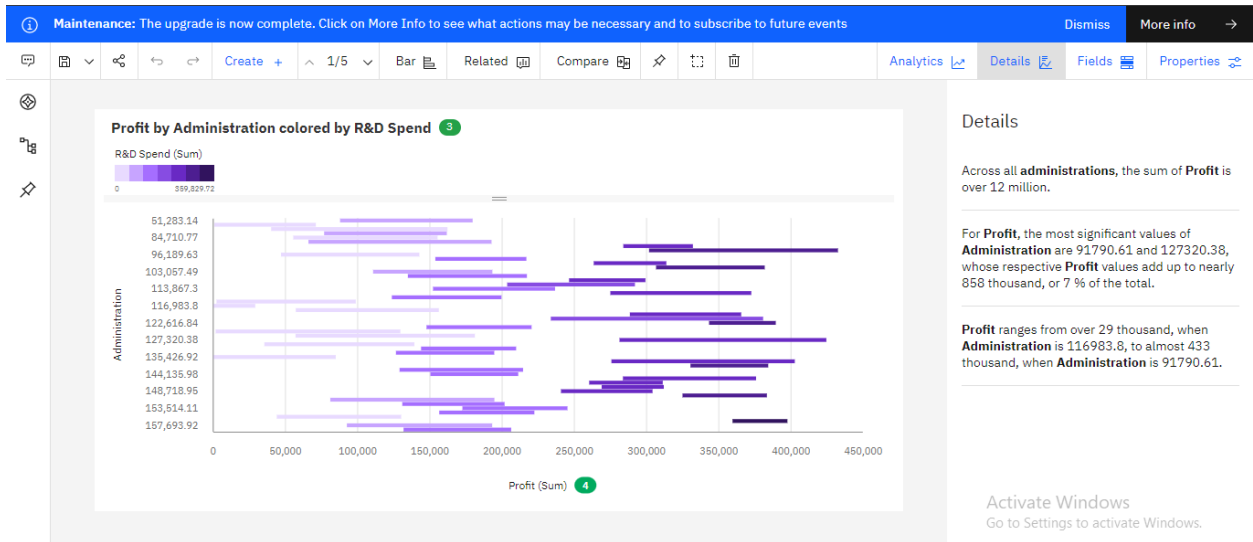 Maintenance: The upgrade is now complete. Click on More Info to see what actions may be necessary and to subscribe to future events
Dismiss
More info →
Create +
1/5
Bar
Related
Compare
Analytics
Details
Fields
Properties
Profit by Administration colored by R&D Spend 3
R&D Spend (Sum)
0 359,829.72
Administration
51,283.14
84,710.77
96,189.63
103,057.49
113,867.3
116,983.8
122,616.84
127,320.38
135,426.92
144,135.98
148,718.95
153,514.11
157,693.92
0 50,000 100,000 150,000 200,000 250,000 300,000 350,000 400,000 450,000
Profit (Sum) 4
Details
Across all administrations, the sum of Profit is
over 12 million.
For Profit, the most significant values of
Administration are 91790.61 and 127320.38,
whose respective Profit values add up to nearly
858 thousand, or 7 % of the total.
Profit ranges from over 29 thousand, when
Administration is 116983.8, to almost 433
thousand, when Administration is 91790.61.
Activate Windows
Go to Settings to activate Windows.